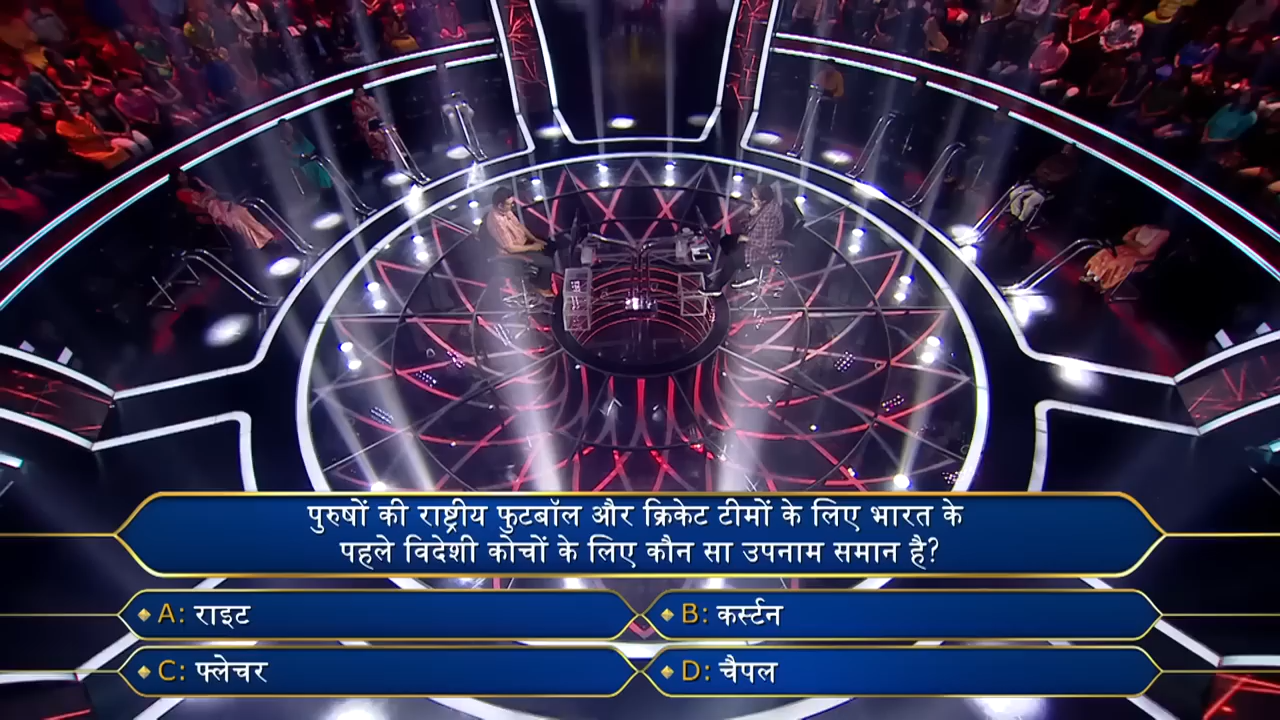 पुरुषों की राष्ट्रीय फुटबॉल और क्रिकेट टीमों के लिए भारत के
पहले विदेशी कोचों के लिए कौन सा उपनाम समान है?
A: राइट
B: कर्स्टन
C: फ्लेचर
D: चैपल